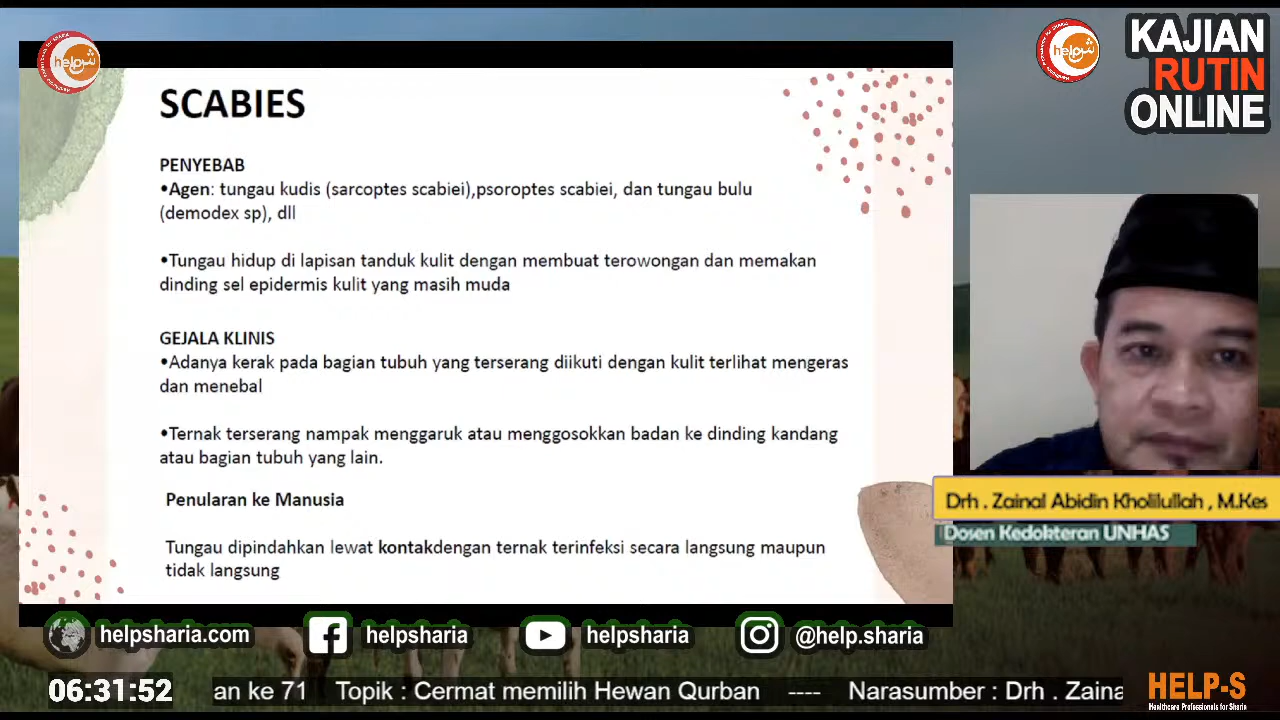 KAJIAN
RUTIN
ONLINE
SCABIES
PENYEBAB
•Agen: tungau kudis (sarcoptes scabiei),psoroptes scabiei, dan tungau bulu
(demodex sp), dll
•Tungau hidup di lapisan tanduk kulit dengan membuat terowongan dan memakan
dinding sel epidermis kulit yang masih muda
GEJALA KLINIS
•Adanya kerak pada bagian tubuh yang terserang diikuti dengan kulit terlihat mengeras
dan menebal
•Ternak terserang nampak menggaruk atau menggosokkan badan ke dinding kandang
atau bagian tubuh yang lain.
Penularan ke Manusia
Tungau dipindahkan lewat kontakdengan ternak terinfeksi secara langsung maupun
tidak langsung
Drh . Zainal Abidin Kholilullah , M.Kes
Dosen Kedokteran UNHAS
helpsharia.com
helpsharia
helpsharia
@help.sharia
06:31:52
an ke 71 Topik : Cermat memilih Hewan Qurban ---- Narasumber : Drh . Zaina
HELP-S
Healthcare Professionals for Sharia